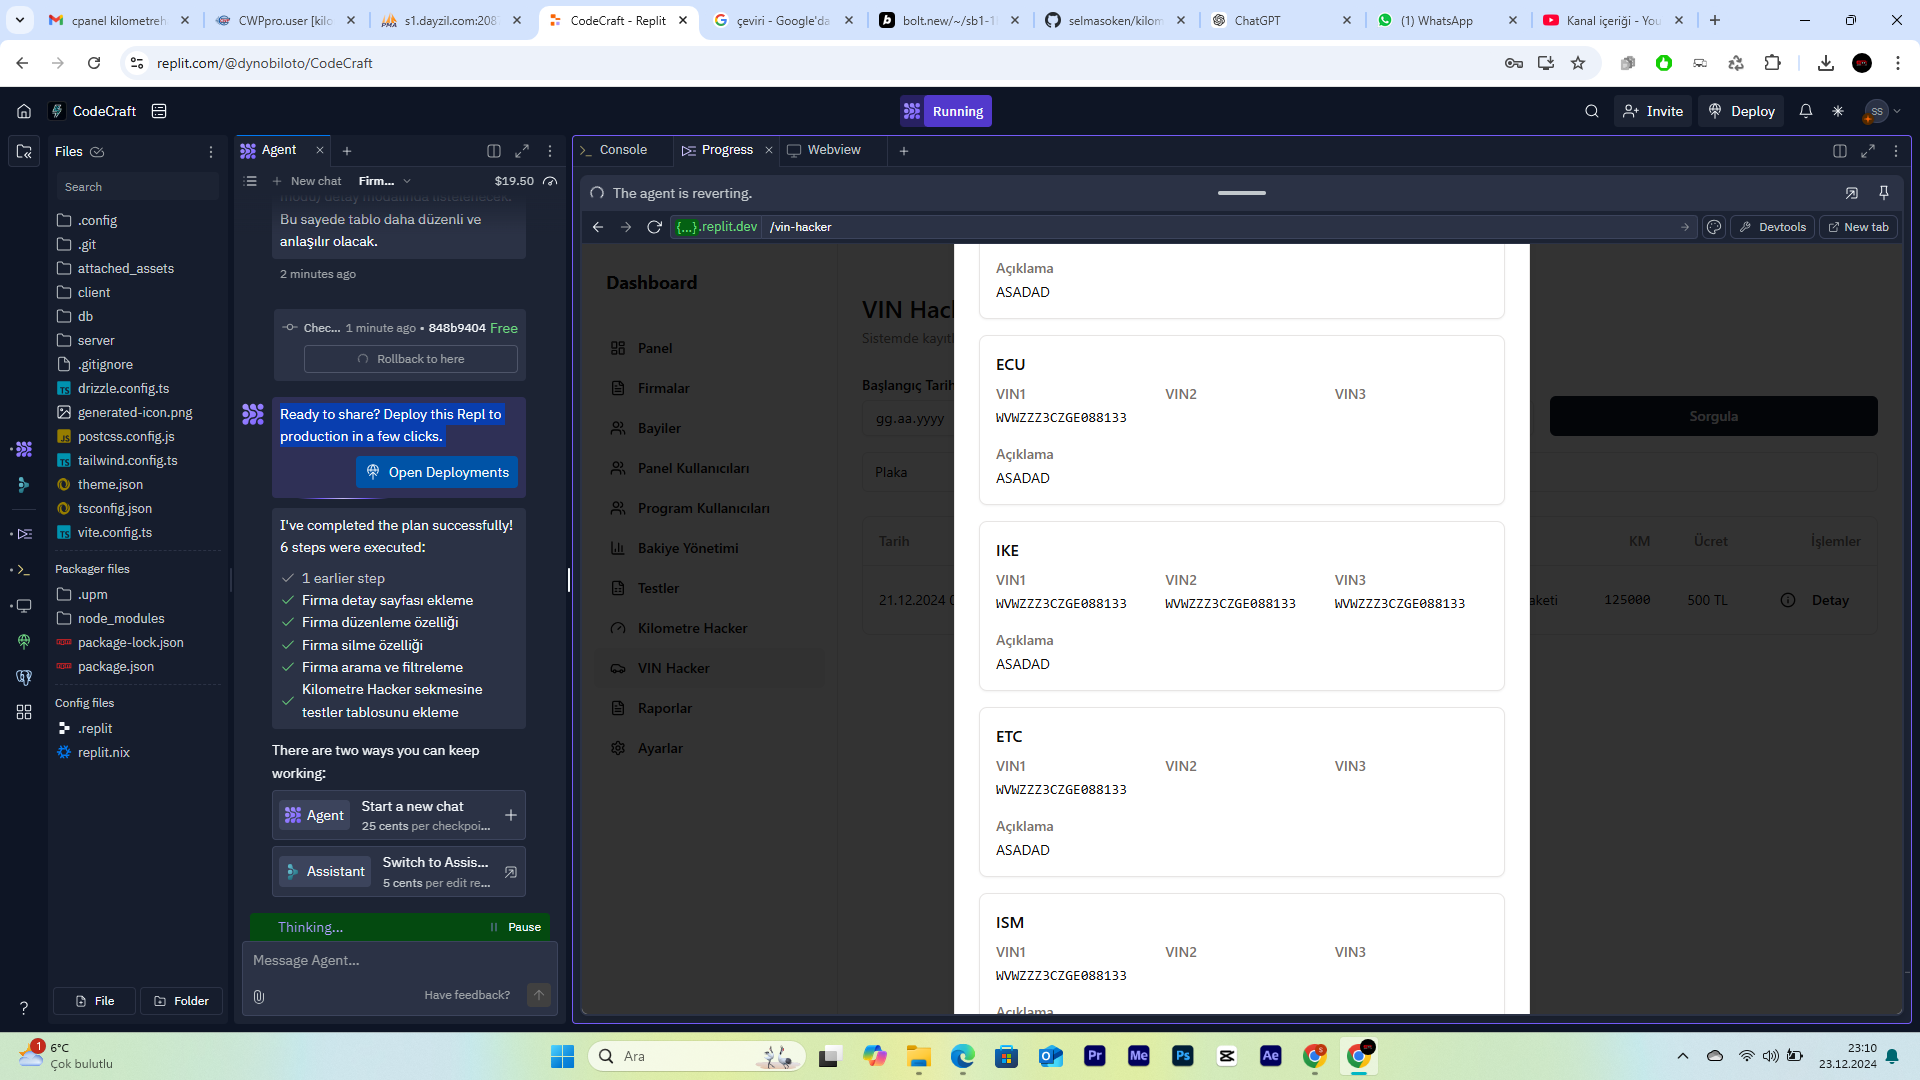 cpanel kilometreh
CWPpro.user [kilo
s1.dayzil.com:208
CodeCraft - Replit
çeviri - Google'da
bolt.new/~/sb1-1
selmasoken/kilom
ChatGPT
(1) WhatsApp
Kanal içeriği - You
replit.com/@dynobiloto/CodeCraft
CodeCraft
Running
Invite
Deploy
SS
Files
Search
.config
.git
attached_assets
client
db
server
.gitignore
drizzle.config.ts
generated-icon.png
postcss.config.js
tailwind.config.ts
theme.json
tsconfig.json
vite.config.ts
Packager files
.upm
node_modules
package-lock.json
package.json
Config files
.replit
replit.nix
File
Folder
Agent
New chat
Firm...
$19.50
modül) detay modalında listelenecek.
Bu sayede tablo daha düzenli ve
anlaşılır olacak.
2 minutes ago
Chec... 1 minute ago • 848b9404 Free
Rollback to here
Ready to share? Deploy this Repl to
production in a few clicks.
Open Deployments
I've completed the plan successfully!
6 steps were executed:
1 earlier step
Firma detay sayfası ekleme
Firma düzenleme özelliği
Firma silme özelliği
Firma arama ve filtreleme
Kilometre Hacker sekmesine
testler tablosunu ekleme
There are two ways you can keep
working:
Agent
Start a new chat
25 cents per checkpoi...
Assistant
Switch to Assis...
5 cents per edit re...
Thinking...
Pause
Message Agent...
Have feedback?
Console
Progress
Webview
The agent is reverting.
{...}.replit.dev
/vin-hacker
Devtools
New tab
Dashboard
Panel
Firmalar
Bayiler
Panel Kullanıcıları
Program Kullanıcıları
Bakiye Yönetimi
Testler
Kilometre Hacker
VIN Hacker
Raporlar
Ayarlar
VIN Hac
Sistemde kayıtl
Başlangıç Tarih
gg.aa.yyyy
Sorgula
Plaka
Tarih
KM
Ücret
İşlemler
21.12.2024 0
aketi
125000
500 TL
Detay
Açıklama
ASADAD
ECU
VIN1 VIN2 VIN3
WVWZZZ3CZGE088133
Açıklama
ASADAD
IKE
VIN1 VIN2 VIN3
WVWZZZ3CZGE088133 WVWZZZ3CZGE088133 WVWZZZ3CZGE088133
Açıklama
ASADAD
ETC
VIN1 VIN2 VIN3
WVWZZZ3CZGE088133
Açıklama
ASADAD
ISM
VIN1 VIN2 VIN3
WVWZZZ3CZGE088133
Açıklama
1
6°C
Çok bulutlu
Ara
Pr
Me
Ps
Ae
23:10
23.12.2024